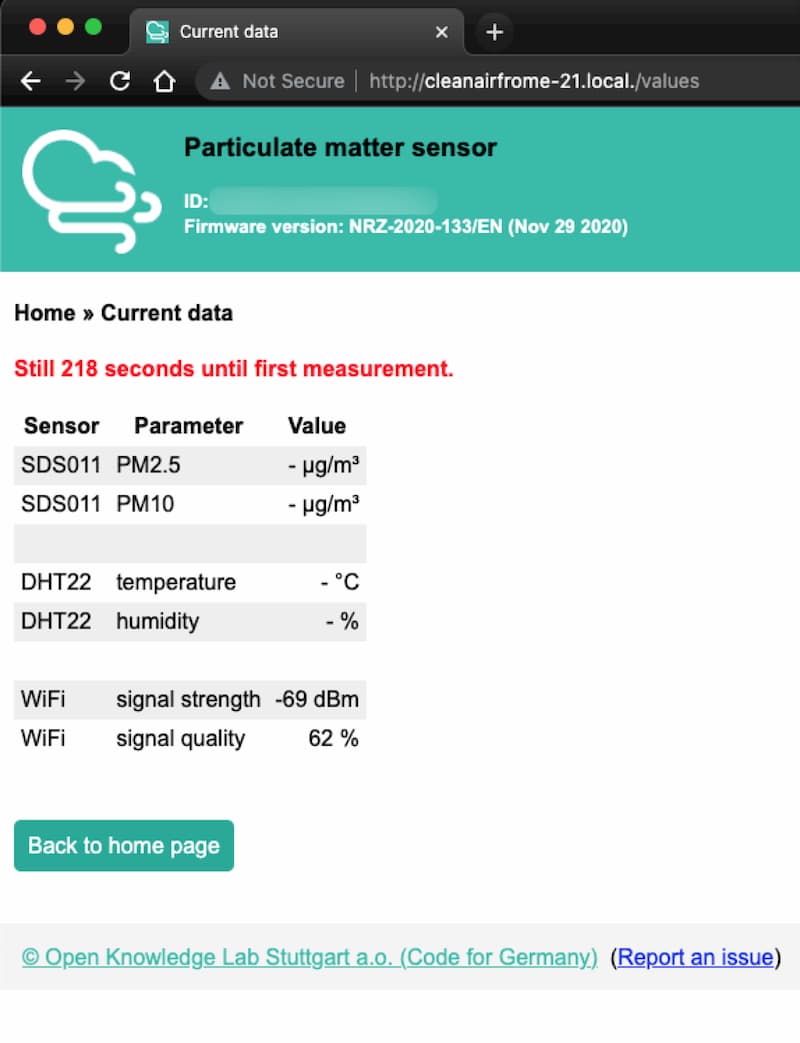 Current data
Not Secure | http://cleanairfrome-21.local./values
Particulate matter sensor
ID:
Firmware version: NRZ-2020-133/EN (Nov 29 2020)
Home » Current data
Still 218 seconds until first measurement.
Sensor Parameter Value
SDS011 PM2.5 - µg/m³
SDS011 PM10 - µg/m³
DHT22 temperature - °C
DHT22 humidity - %
WiFi signal strength -69 dBm
WiFi signal quality 62 %
Back to home page
© Open Knowledge Lab Stuttgart a.o. (Code for Germany) (Report an issue)